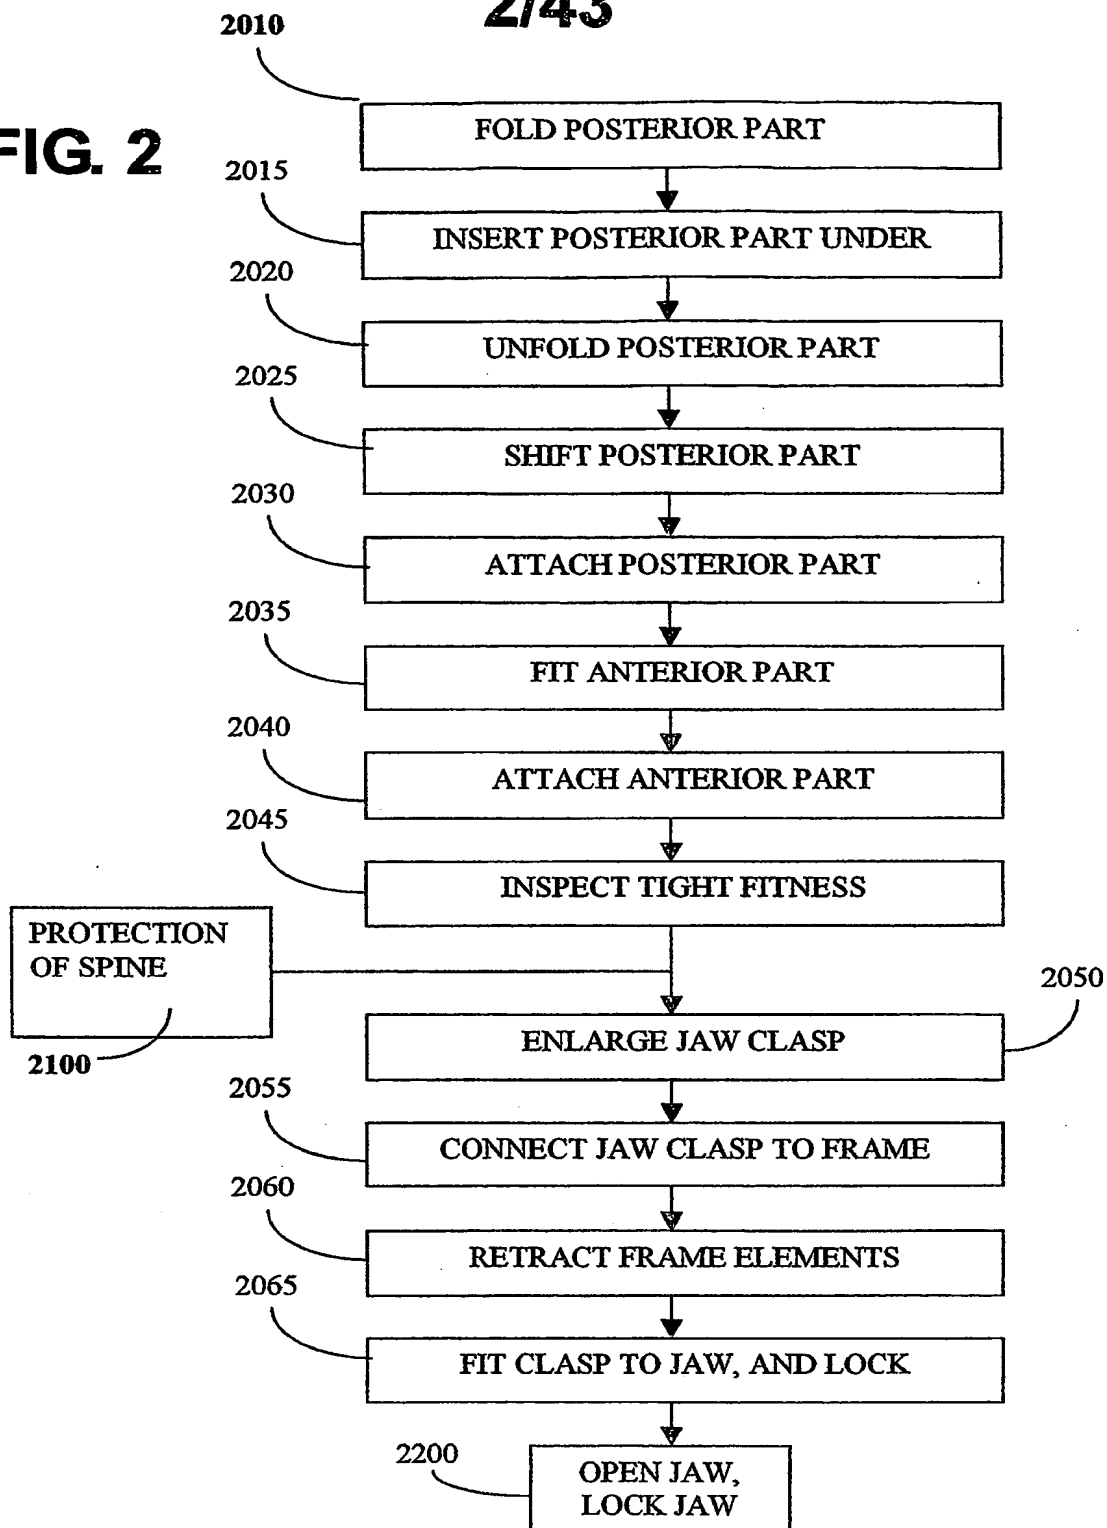 2/43
2010
FIG. 2
FOLD POSTERIOR PART
2015
INSERT POSTERIOR PART UNDER
2020
UNFOLD POSTERIOR PART
2025
SHIFT POSTERIOR PART
2030
ATTACH POSTERIOR PART
2035
FIT ANTERIOR PART
2040
ATTACH ANTERIOR PART
2045
INSPECT TIGHT FITNESS
PROTECTION
OF SPINE
2100
2050
ENLARGE JAW CLASP
2055
CONNECT JAW CLASP TO FRAME
2060
RETRACT FRAME ELEMENTS
2065
FIT CLASP TO JAW, AND LOCK
2200
OPEN JAW,
LOCK JAW